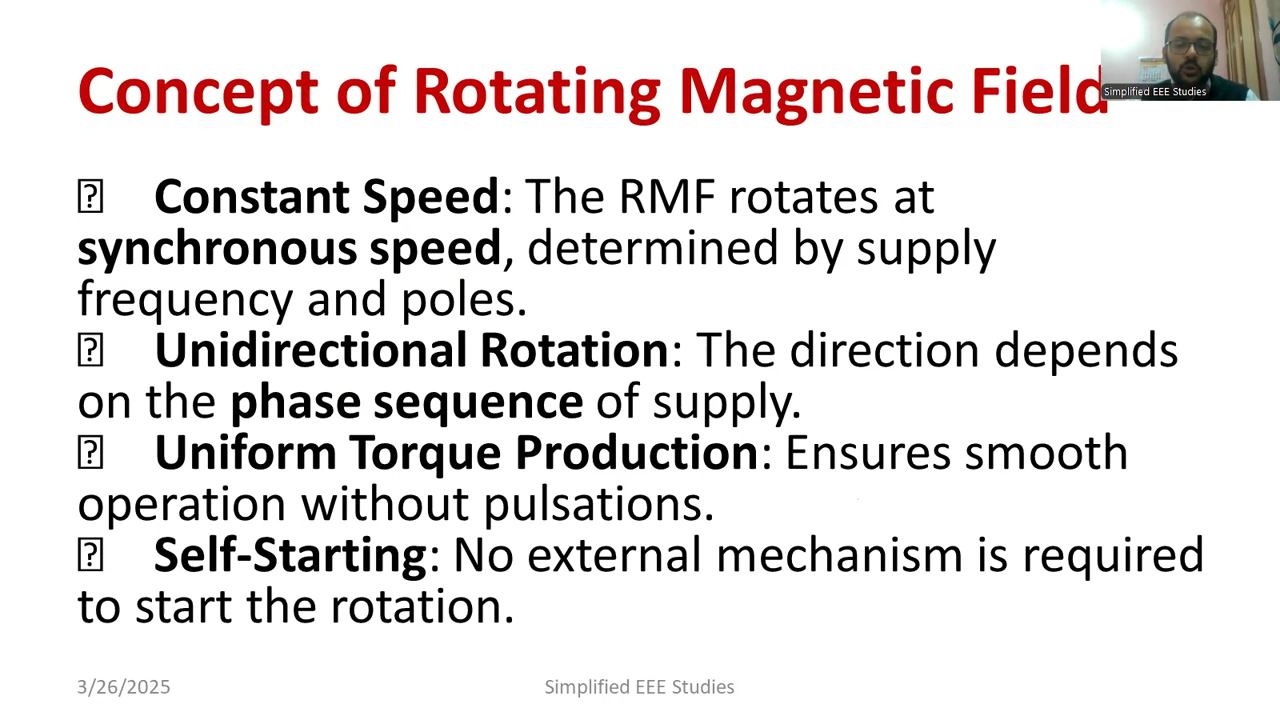 Concept of Rotating Magnetic Field
Simplified EEE Studies
⍰ Constant Speed: The RMF rotates at
synchronous speed, determined by supply
frequency and poles.
⍰ Unidirectional Rotation: The direction depends
on the phase sequence of supply.
⍰ Uniform Torque Production: Ensures smooth
operation without pulsations.
⍰ Self-Starting: No external mechanism is required
to start the rotation.
3/26/2025
Simplified EEE Studies